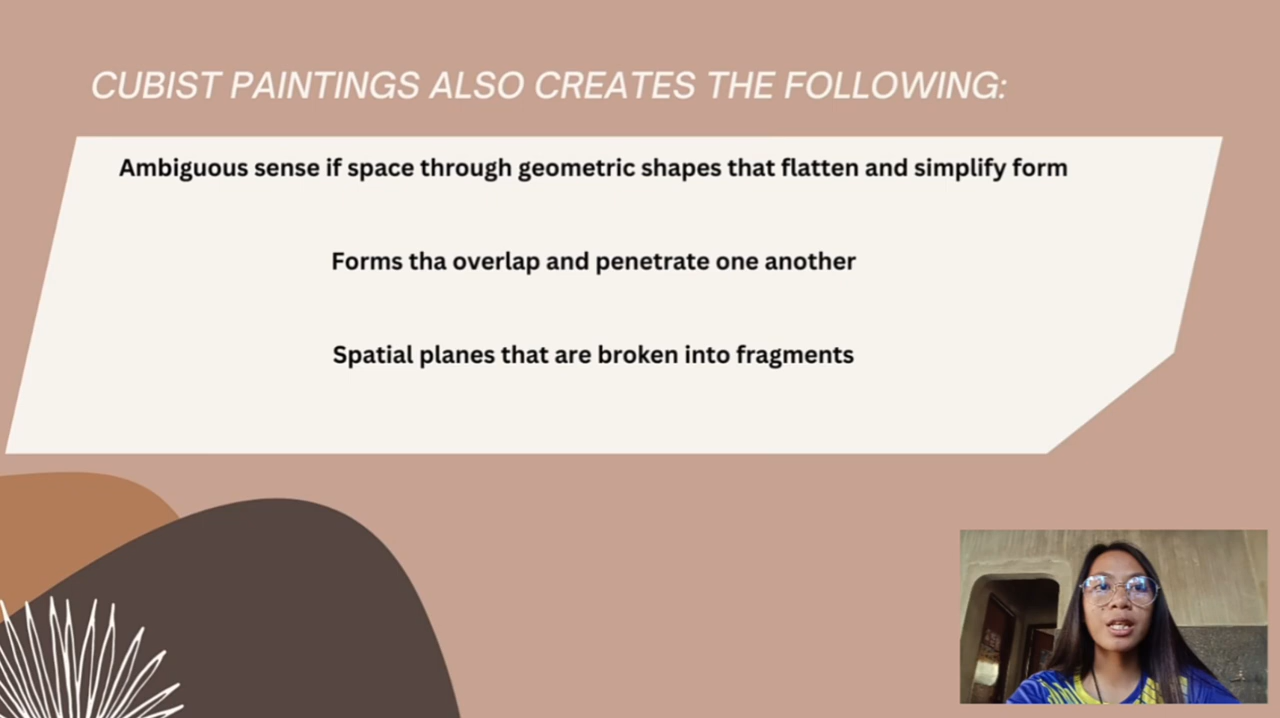 CUBIST PAINTINGS ALSO CREATES THE FOLLOWING:
Ambiguous sense if space through geometric shapes that flatten and simplify form
Forms tha overlap and penetrate one another
Spatial planes that are broken into fragments